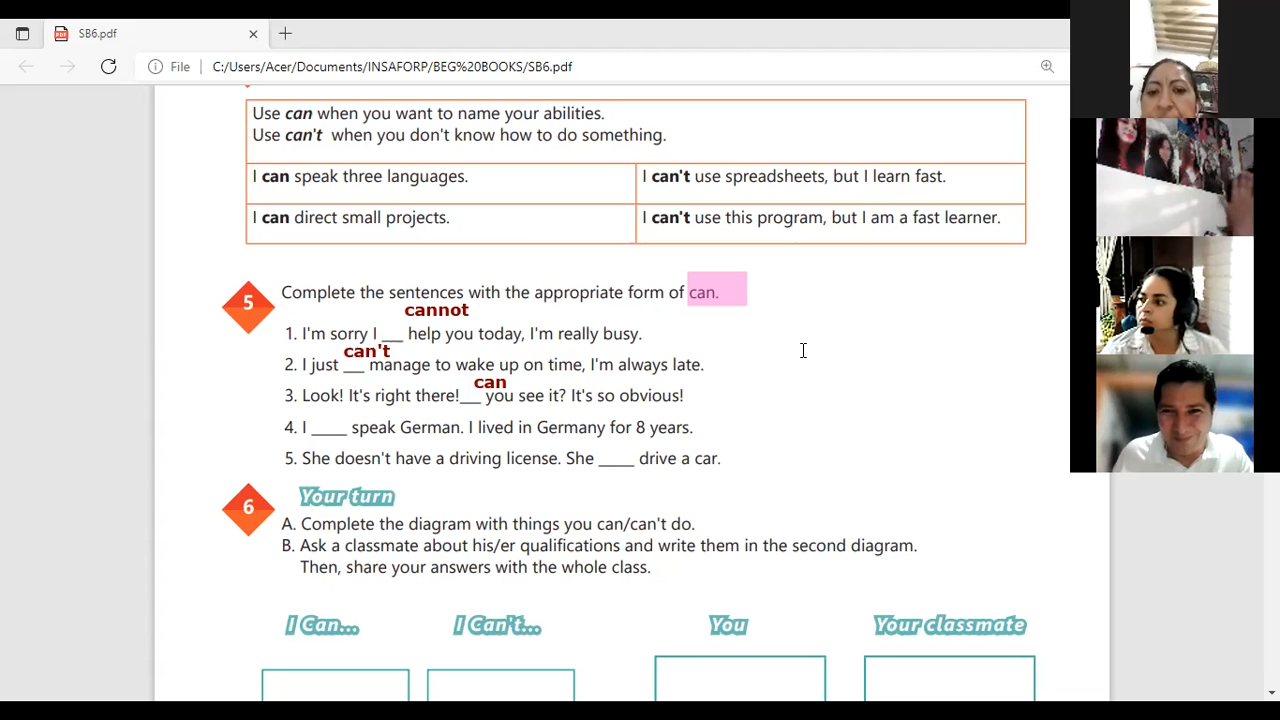 SB6.pdf
File C:/Users/Acer/Documents/INSAFORP/BEG%20BOOKS/SB6.pdf
Use can when you want to name your abilities.
Use can't when you don't know how to do something.
I can speak three languages. I can't use spreadsheets, but I learn fast.
I can direct small projects. I can't use this program, but I am a fast learner.
5 Complete the sentences with the appropriate form of can.
cannot
1. I'm sorry I ___ help you today, I'm really busy.
can't
2. I just ___ manage to wake up on time, I'm always late.
can
3. Look! It's right there!___ you see it? It's so obvious!
4. I ____ speak German. I lived in Germany for 8 years.
5. She doesn't have a driving license. She ____ drive a car.
6 Your turn
A. Complete the diagram with things you can/can't do.
B. Ask a classmate about his/er qualifications and write them in the second diagram.
Then, share your answers with the whole class.
I Can... I Can't... You Your classmate